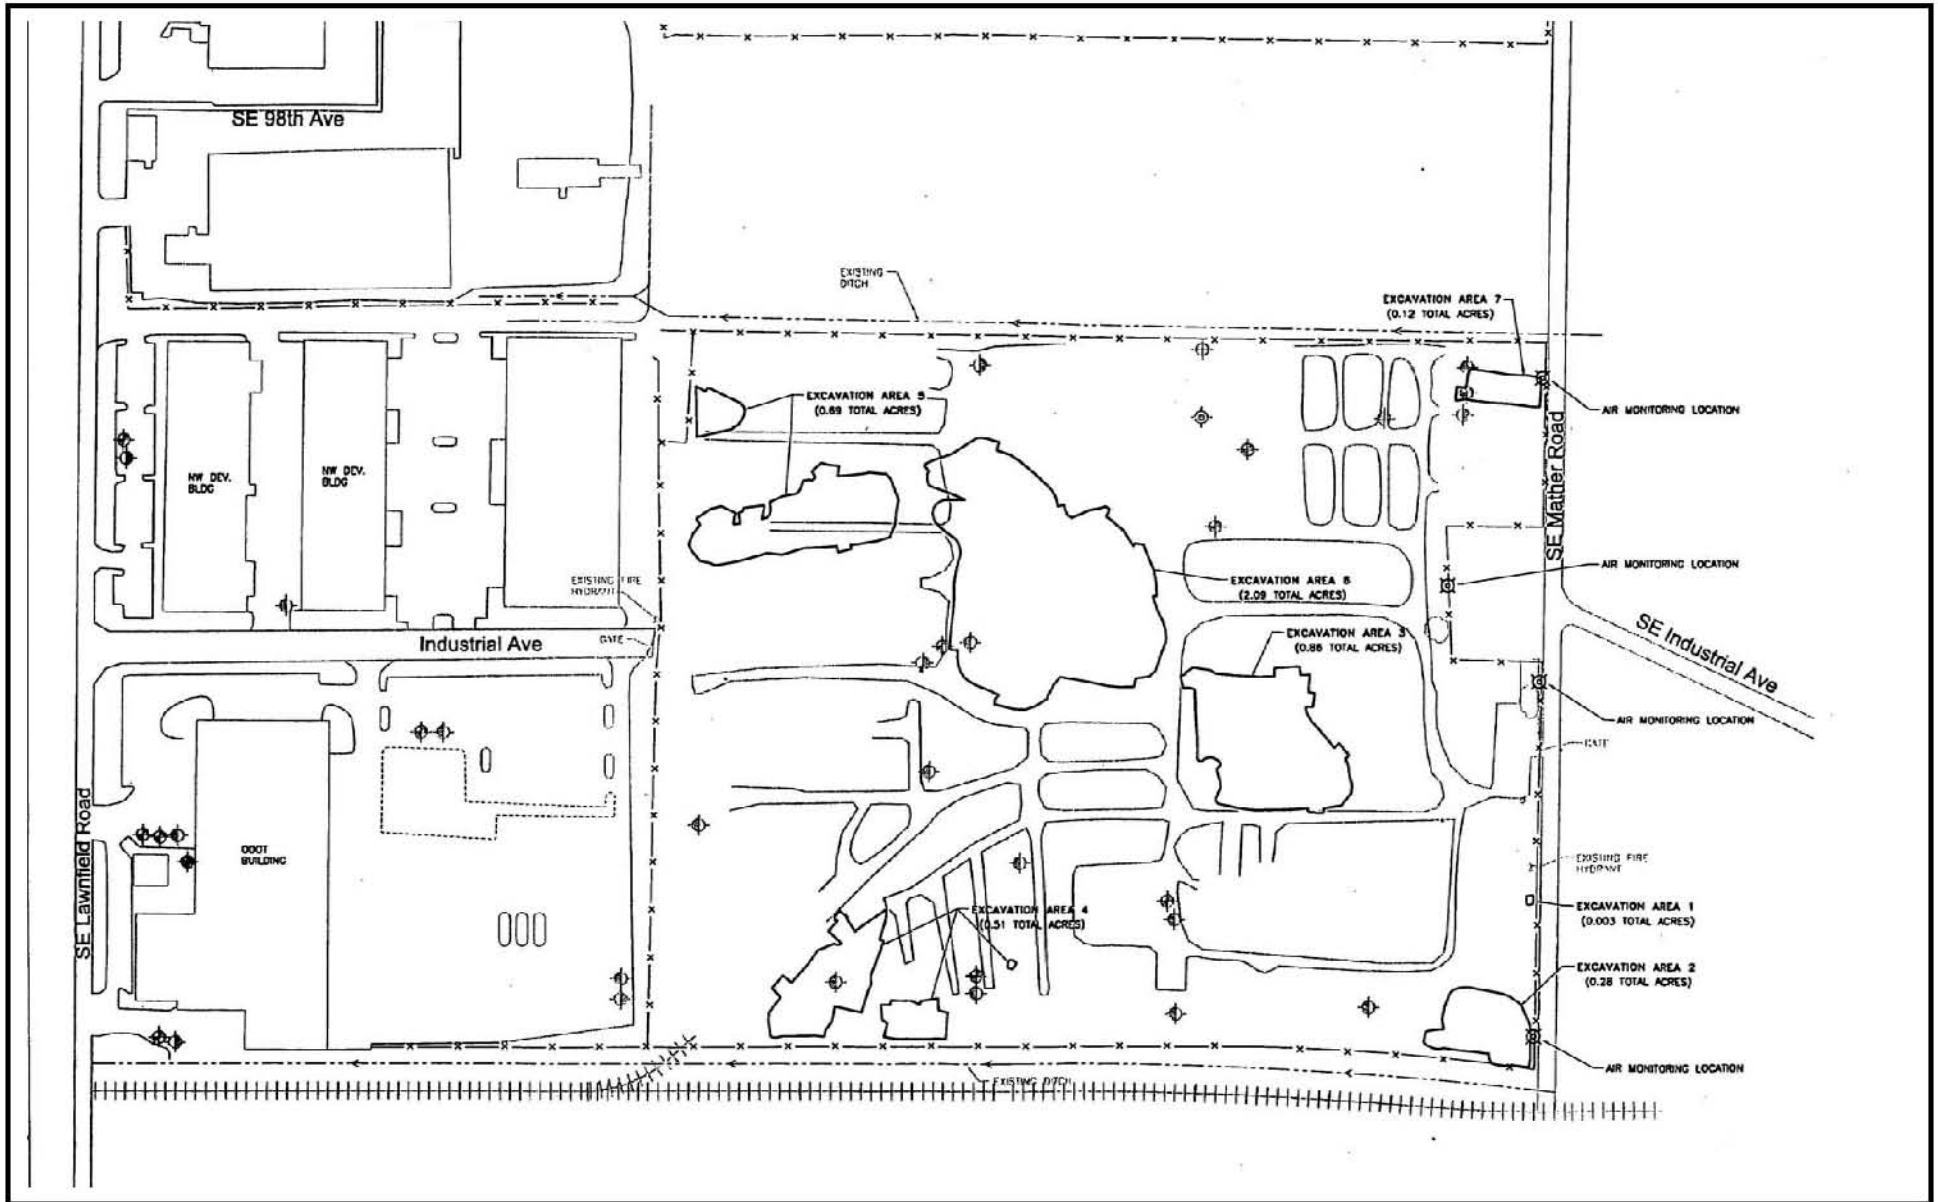 SE 98th Ave
EXISTING
DITCH
EXCAVATION AREA 7
(0.12 TOTAL ACRES)
EXCAVATION AREA 5
(0.69 TOTAL ACRES)
AIR MONITORING LOCATION
SE Mather Road
NW DEV.
BLDG
NW DEV.
BLDG
EXISTING FIRE
HYDRANT
AIR MONITORING LOCATION
EXCAVATION AREA 6
(2.09 TOTAL ACRES)
Industrial Ave
GATE
EXCAVATION AREA 3
(0.86 TOTAL ACRES)
SE Industrial Ave
AIR MONITORING LOCATION
GATE
SE Lawnfield Road
ODOT
BUILDING
EXISTING FIRE
HYDRANT
EXCAVATION AREA 4
(0.51 TOTAL ACRES)
EXCAVATION AREA 1
(0.003 TOTAL ACRES)
EXCAVATION AREA 2
(0.28 TOTAL ACRES)
AIR MONITORING LOCATION
EXISTING DITCH